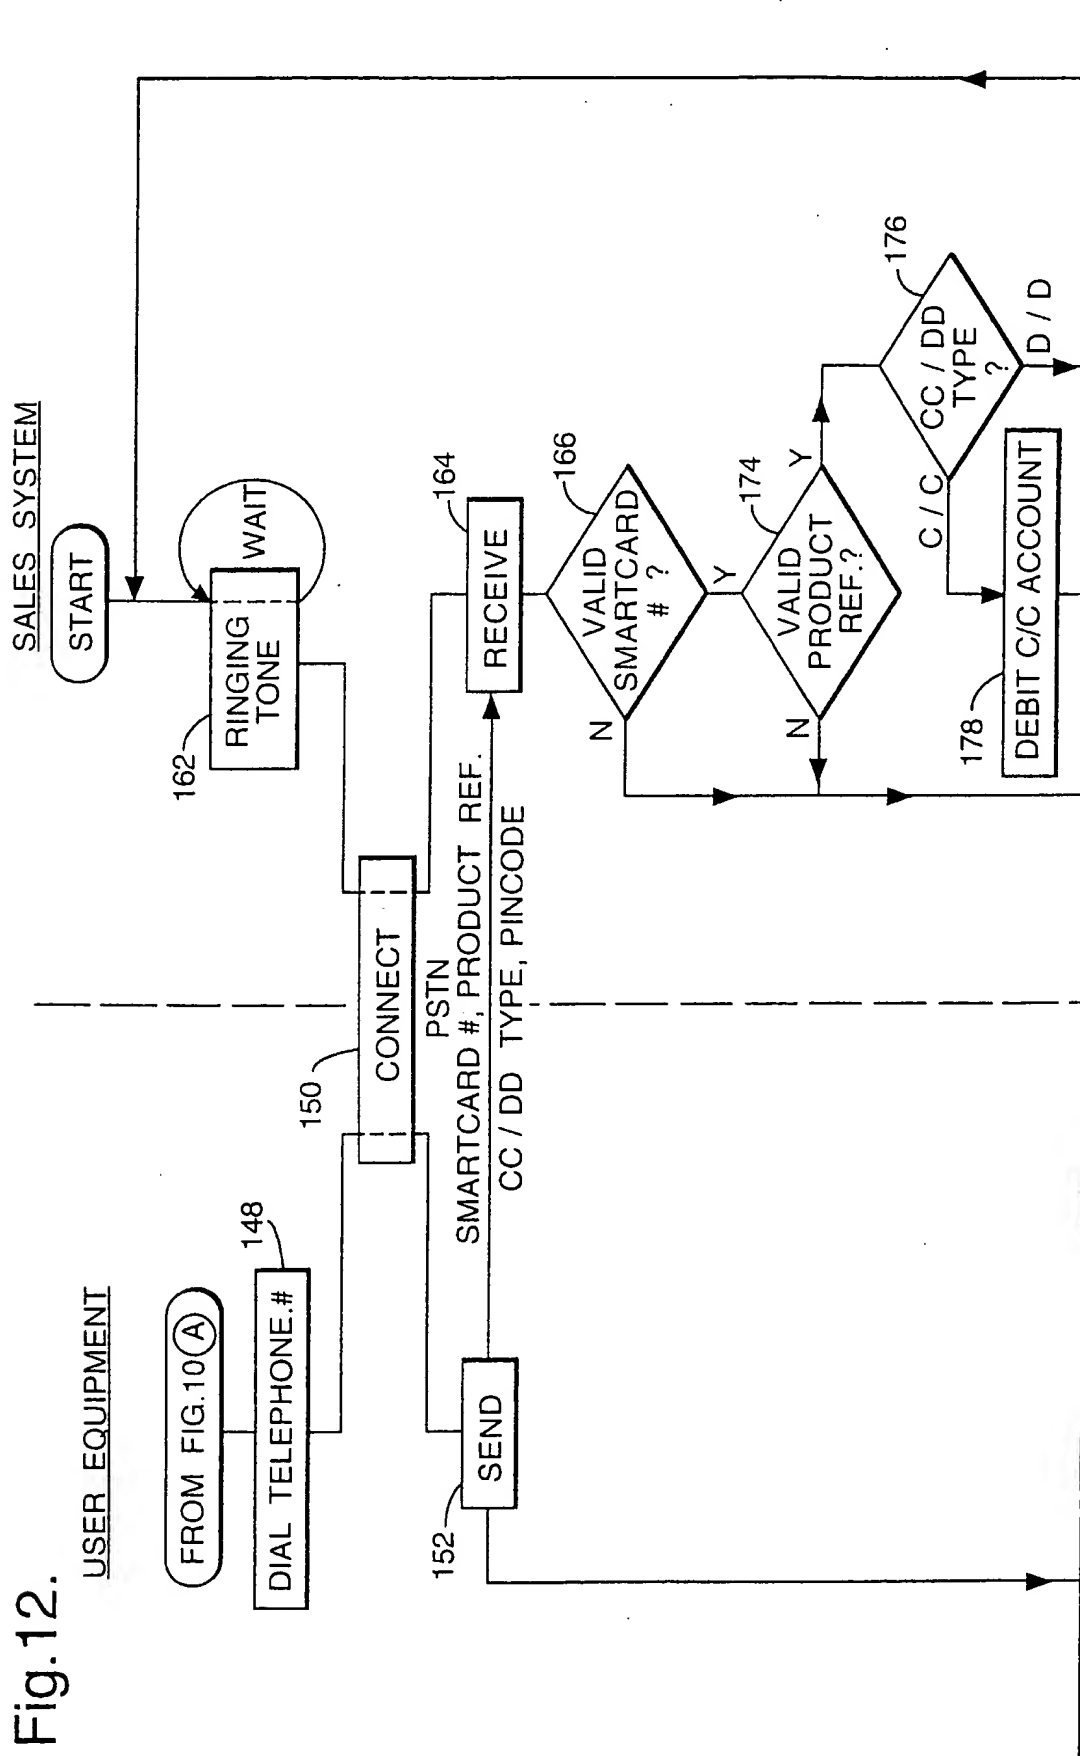 Fig.12.
USER EQUIPMENT
SALES SYSTEM
START
FROM FIG.10 A
148
DIAL TELEPHONE.#
162
RINGING
TONE
WAIT
150
CONNECT
PSTN
SMARTCARD #, PRODUCT REF.
CC / DD TYPE, PINCODE
152
SEND
164
RECEIVE
166
VALID
SMARTCARD
#
?
N
Y
174
VALID
PRODUCT
REF.?
N
Y
176
CC / DD
TYPE
?
C / C
D / D
178
DEBIT C/C ACCOUNT